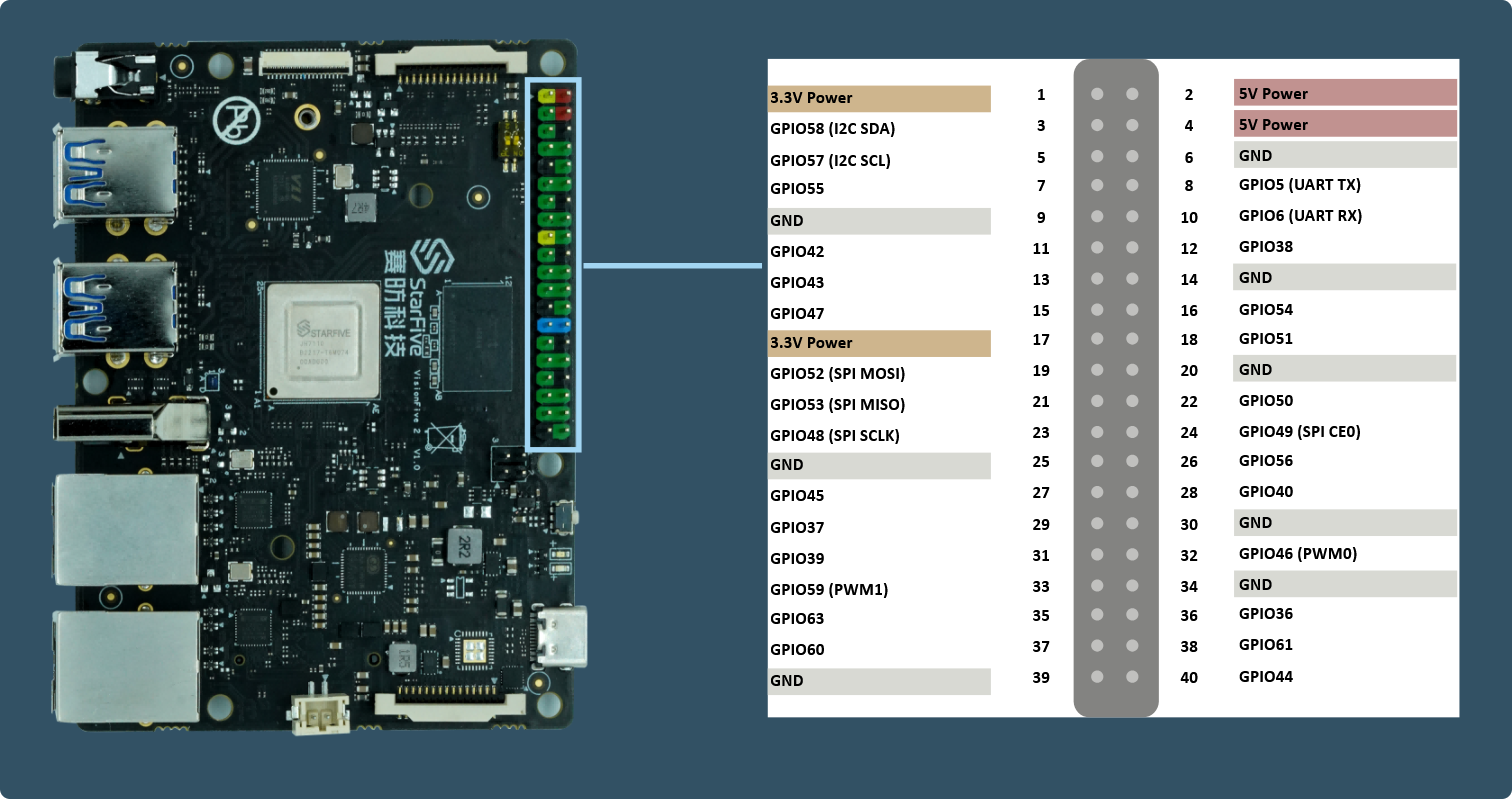 Pb
VIA
4R7
赛昉科技
StarFive
VisionFive 2 V1.0
STARFIVE
2R2
1R5
3.3V Power 1 2 5V Power
GPIO58 (I2C SDA) 3 4 5V Power
GPIO57 (I2C SCL) 5 6 GND
GPIO55 7 8 GPIO5 (UART TX)
GND 9 10 GPIO6 (UART RX)
GPIO42 11 12 GPIO38
GPIO43 13 14 GND
GPIO47 15 16 GPIO54
3.3V Power 17 18 GPIO51
GPIO52 (SPI MOSI) 19 20 GND
GPIO53 (SPI MISO) 21 22 GPIO50
GPIO48 (SPI SCLK) 23 24 GPIO49 (SPI CE0)
GND 25 26 GPIO56
GPIO45 27 28 GPIO40
GPIO37 29 30 GND
GPIO39 31 32 GPIO46 (PWM0)
GPIO59 (PWM1) 33 34 GND
GPIO63 35 36 GPIO36
GPIO60 37 38 GPIO61
GND 39 40 GPIO44